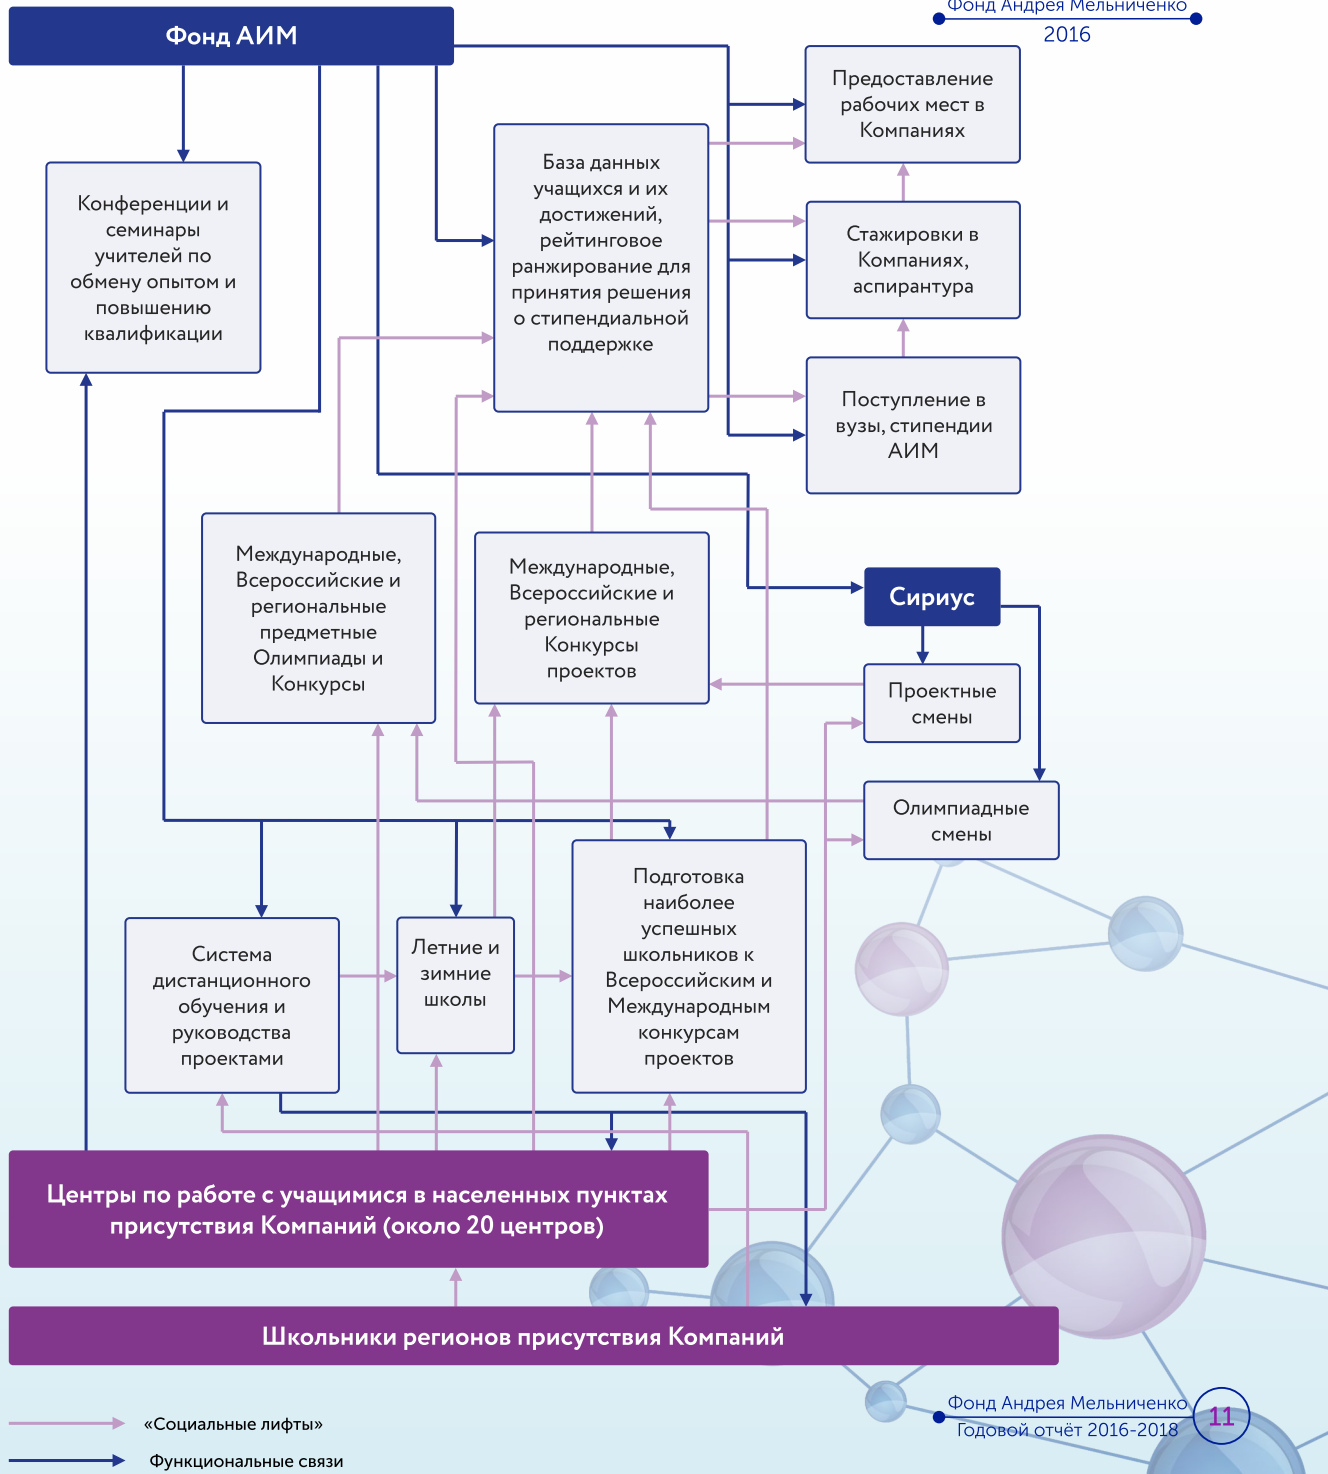 Фонд Андрея Мельниченко
2016
Фонд АИМ
Предоставление
рабочих мест в
Компаниях
База данных
учащихся и их
достижений,
рейтинговое
ранжирование для
принятия решения
о стипендиальной
поддержке
Конференции и
семинары
учителей по
обмену опытом и
повышению
квалификации
Стажировки в
Компаниях,
аспирантура
Поступление в
вузы, стипендии
АИМ
Международные,
Всероссийские и
региональные
предметные
Олимпиады и
Конкурсы
Международные,
Всероссийские и
региональные
Конкурсы
проектов
Сириус
Проектные
смены
Олимпиадные
смены
Система
дистанционного
обучения и
руководства
проектами
Летние и
зимние
школы
Подготовка
наиболее
успешных
школьников к
Всероссийским и
Международным
конкурсам
проектов
Центры по работе с учащимися в населенных пунктах
присутствия Компаний (около 20 центров)
Школьники регионов присутствия Компаний
«Социальные лифты»
Функциональные связи
Фонд Андрея Мельниченко
Годовой отчёт 2016-2018
11